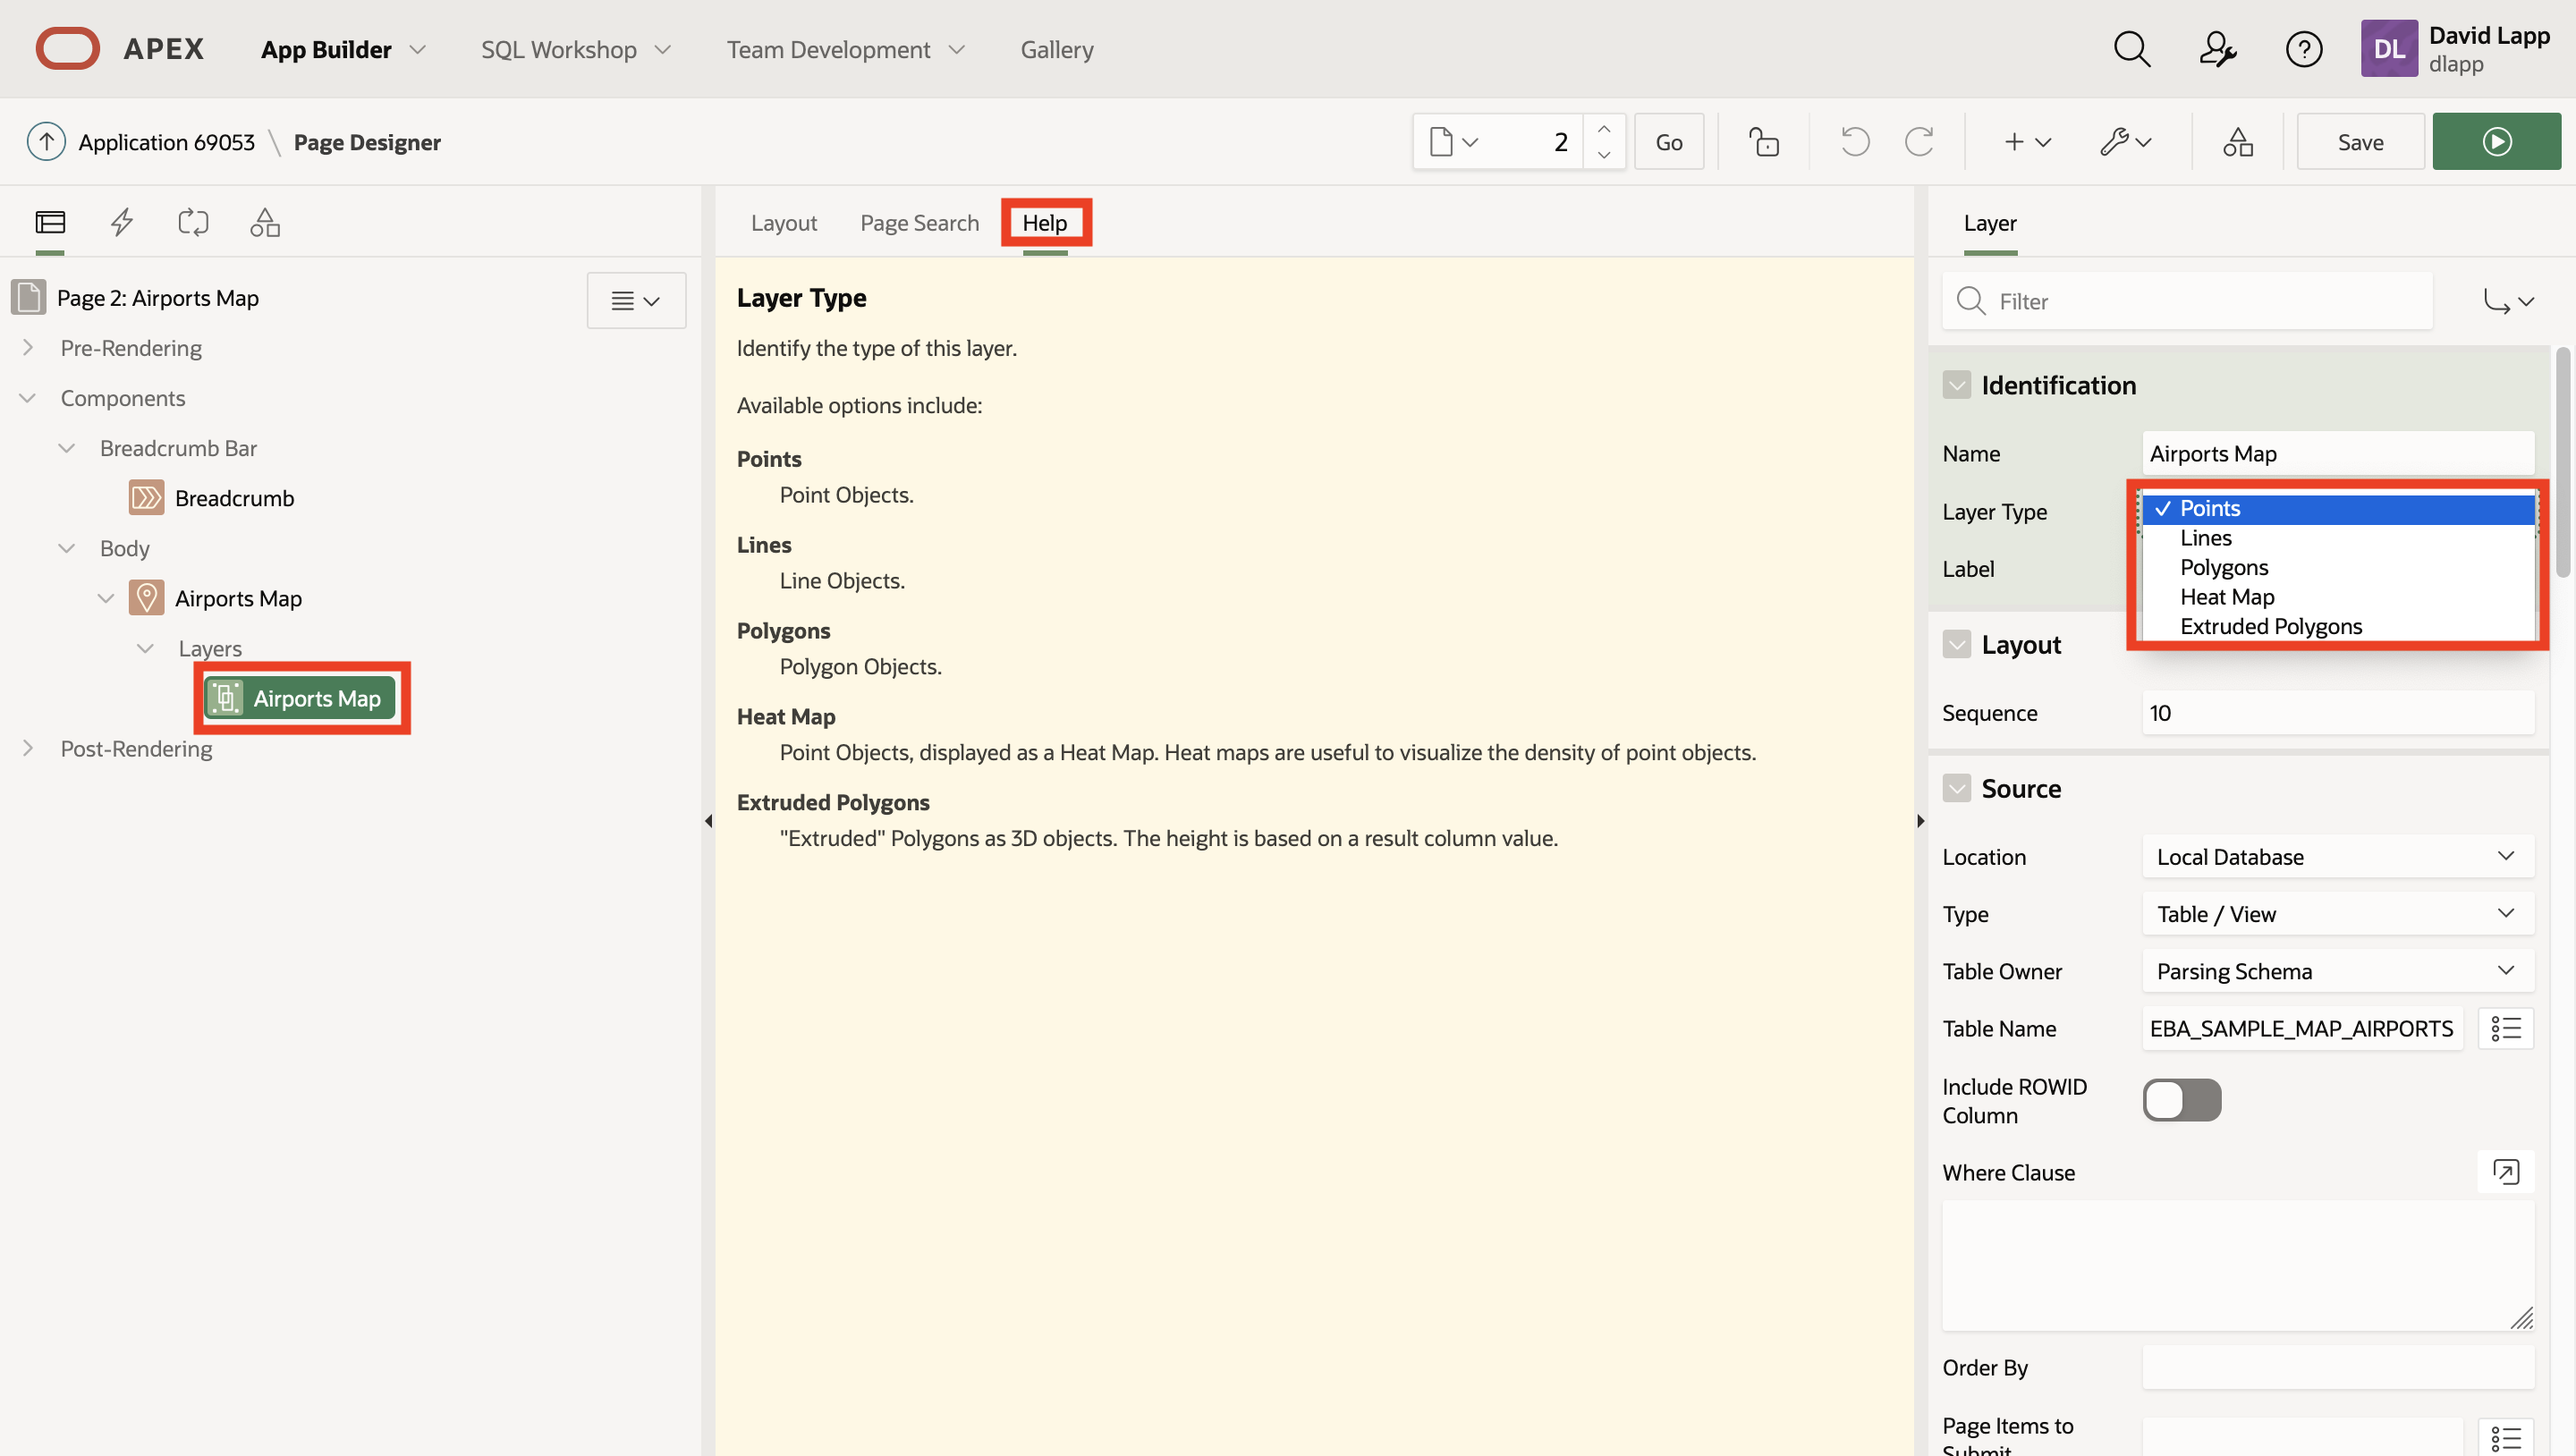 APEX
App Builder
SQL Workshop
Team Development
Gallery
DL
David Lapp
dlapp
Application 69053 \ Page Designer
2
Go
Save
Page 2: Airports Map
Pre-Rendering
Components
Breadcrumb Bar
Breadcrumb
Body
Airports Map
Layers
Airports Map
Post-Rendering
Layout
Page Search
Help
Layer Type
Identify the type of this layer.
Available options include:
Points
Point Objects.
Lines
Line Objects.
Polygons
Polygon Objects.
Heat Map
Point Objects, displayed as a Heat Map. Heat maps are useful to visualize the density of point objects.
Extruded Polygons
"Extruded" Polygons as 3D objects. The height is based on a result column value.
Layer
Filter
Identification
Name
Airports Map
Layer Type
✓ Points
Lines
Polygons
Heat Map
Extruded Polygons
Label
Layout
Sequence
10
Source
Location
Local Database
Type
Table / View
Table Owner
Parsing Schema
Table Name
EBA_SAMPLE_MAP_AIRPORTS
Include ROWID
Column
Where Clause
Order By
Page Items to
Submit